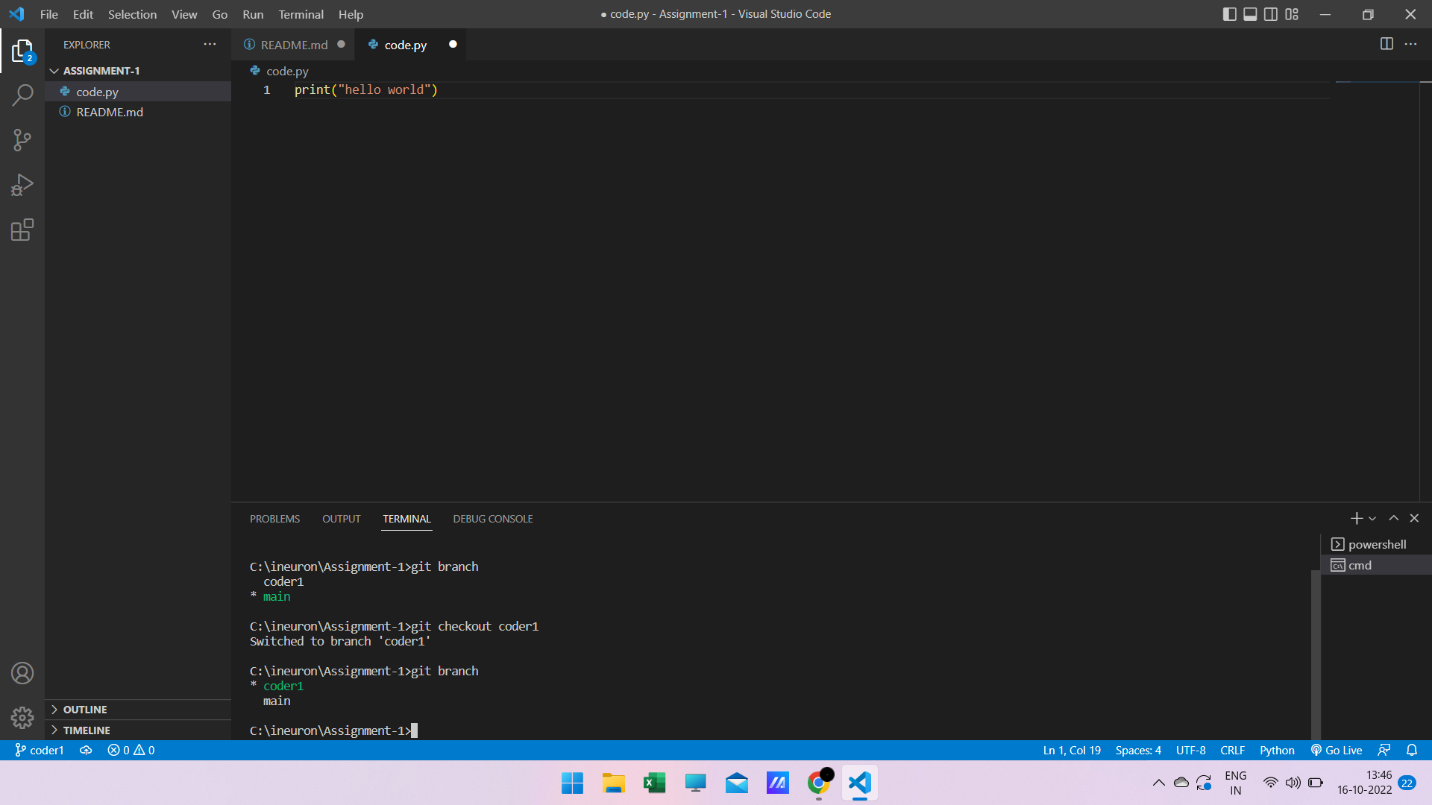 File Edit Selection View Go Run Terminal Help
● code.py - Assignment-1 - Visual Studio Code
EXPLORER
README.md
code.py
ASSIGNMENT-1
code.py
README.md
code.py
1 print("hello world")
2
PROBLEMS OUTPUT TERMINAL DEBUG CONSOLE
powershell
cmd
C:\ineuron\Assignment-1>git branch
coder1
* main
C:\ineuron\Assignment-1>git checkout coder1
Switched to branch 'coder1'
C:\ineuron\Assignment-1>git branch
* coder1
main
C:\ineuron\Assignment-1>
OUTLINE
TIMELINE
coder1 0 0 Ln 1, Col 19 Spaces: 4 UTF-8 CRLF Python Go Live
ENG
IN
13:46
16-10-2022
22